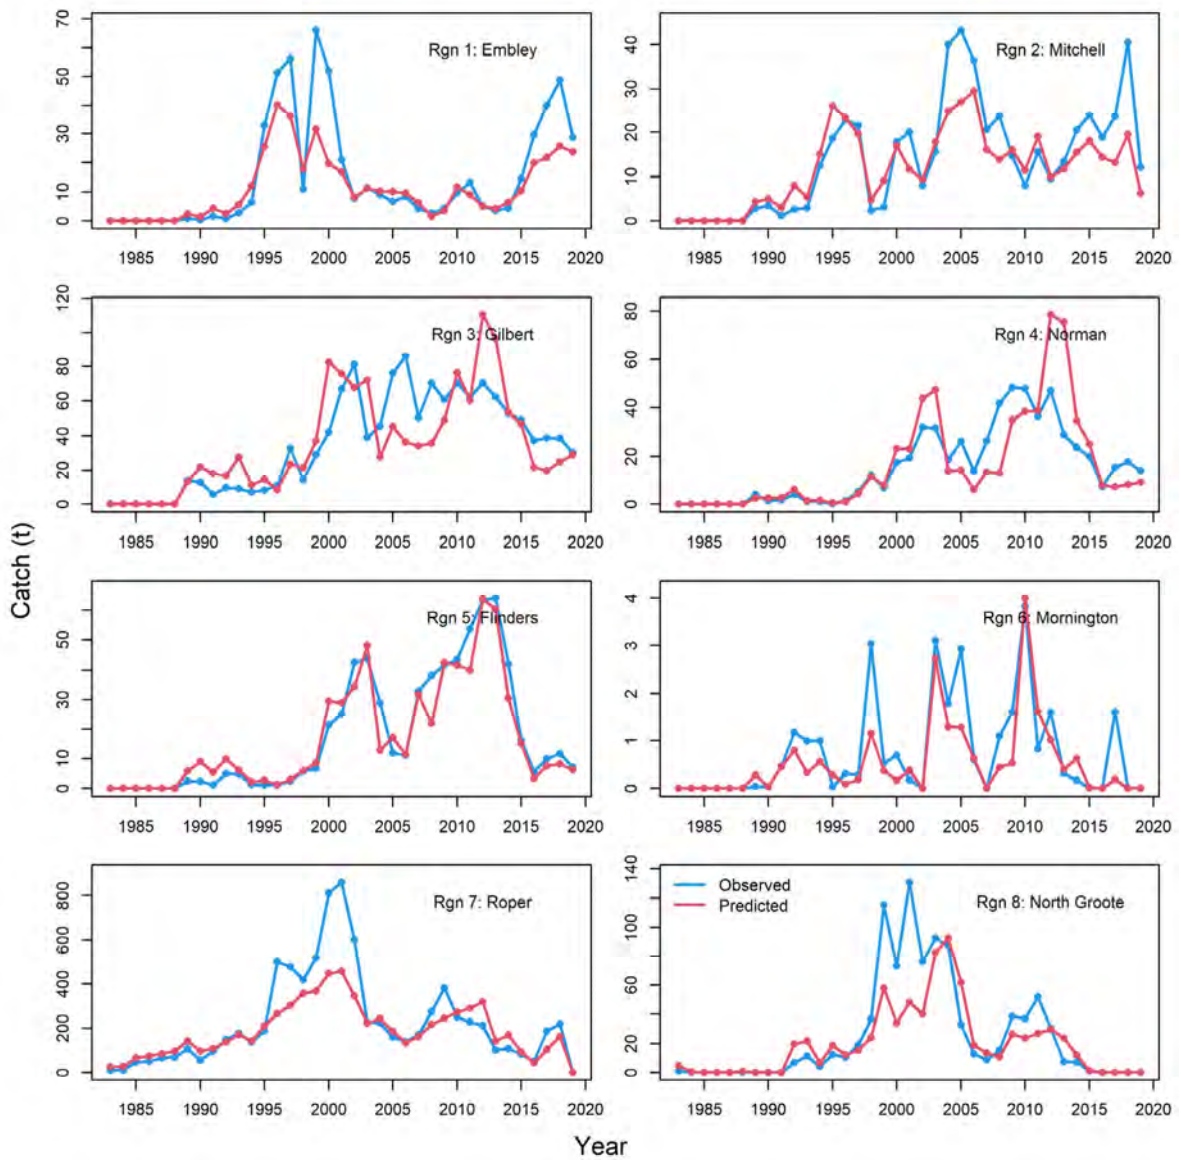 Catch (t)
70
50
30
10
0
Rgn 1: Embley
1985 1990 1995 2000 2005 2010 2015 2020
40
30
20
10
0
Rgn 2: Mitchell
1985 1990 1995 2000 2005 2010 2015 2020
120
80
60
40
20
0
Rgn 3: Gilbert
1985 1990 1995 2000 2005 2010 2015 2020
80
60
40
20
0
Rgn 4: Norman
1985 1990 1995 2000 2005 2010 2015 2020
50
30
10
0
Rgn 5: Flinders
1985 1990 1995 2000 2005 2010 2015 2020
4
3
2
1
0
Rgn 6: Mornington
1985 1990 1995 2000 2005 2010 2015 2020
800
600
400
200
0
Rgn 7: Roper
1985 1990 1995 2000 2005 2010 2015 2020
140
100
60
20
0
Observed
Predicted
Rgn 8: North Groote
1985 1990 1995 2000 2005 2010 2015 2020
Year